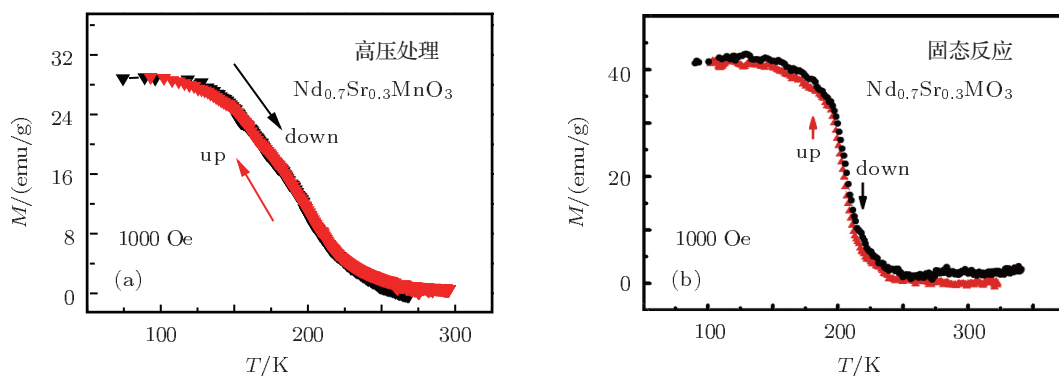 高压处理
Nd0.7Sr0.3MnO3
down
up
1000 Oe
(a)
M/(emu/g)
32
24
16
8
0
100
200
300
T/K
固态反应
Nd0.7Sr0.3MO3
up
down
1000 Oe
(b)
M/(emu/g)
40
20
0
100
200
300
T/K